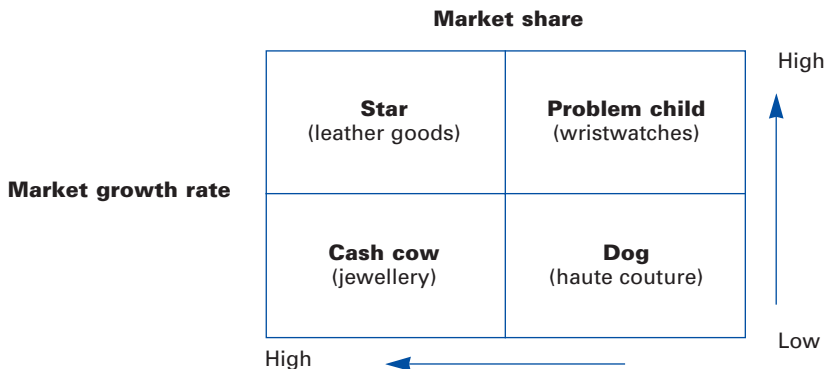 Market share
High
Star
(leather goods)
Problem child
(wristwatches)
Market growth rate
Cash cow
(jewellery)
Dog
(haute couture)
Low
High